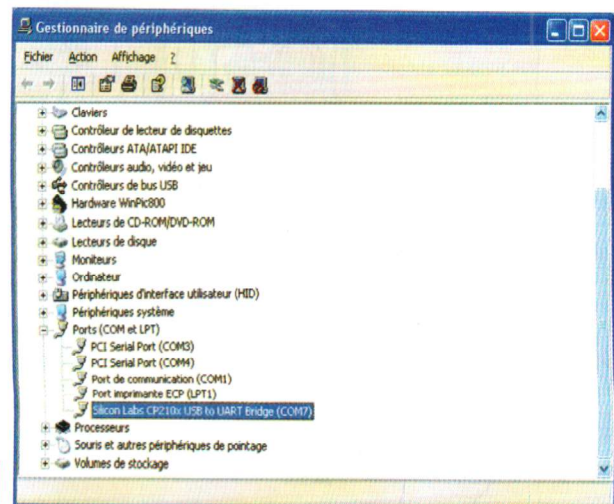 Gestionnaire de périphériques
Fichier Action Affichage ?
Claviers
Contrôleur de lecteur de disquettes
Contrôleurs ATA/ATAPI IDE
Contrôleurs audio, vidéo et jeu
Contrôleurs de bus USB
Hardware WinPic800
Lecteurs de CD-ROM/DVD-ROM
Lecteurs de disque
Moniteurs
Ordinateur
Périphériques d'interface utilisateur (HID)
Périphériques système
Ports (COM et LPT)
PCI Serial Port (COM3)
PCI Serial Port (COM4)
Port de communication (COM1)
Port imprimante ECP (LPT1)
Silicon Labs CP210x USB to UART Bridge (COM7)
Processeurs
Souris et autres périphériques de pointage
Volumes de stockage